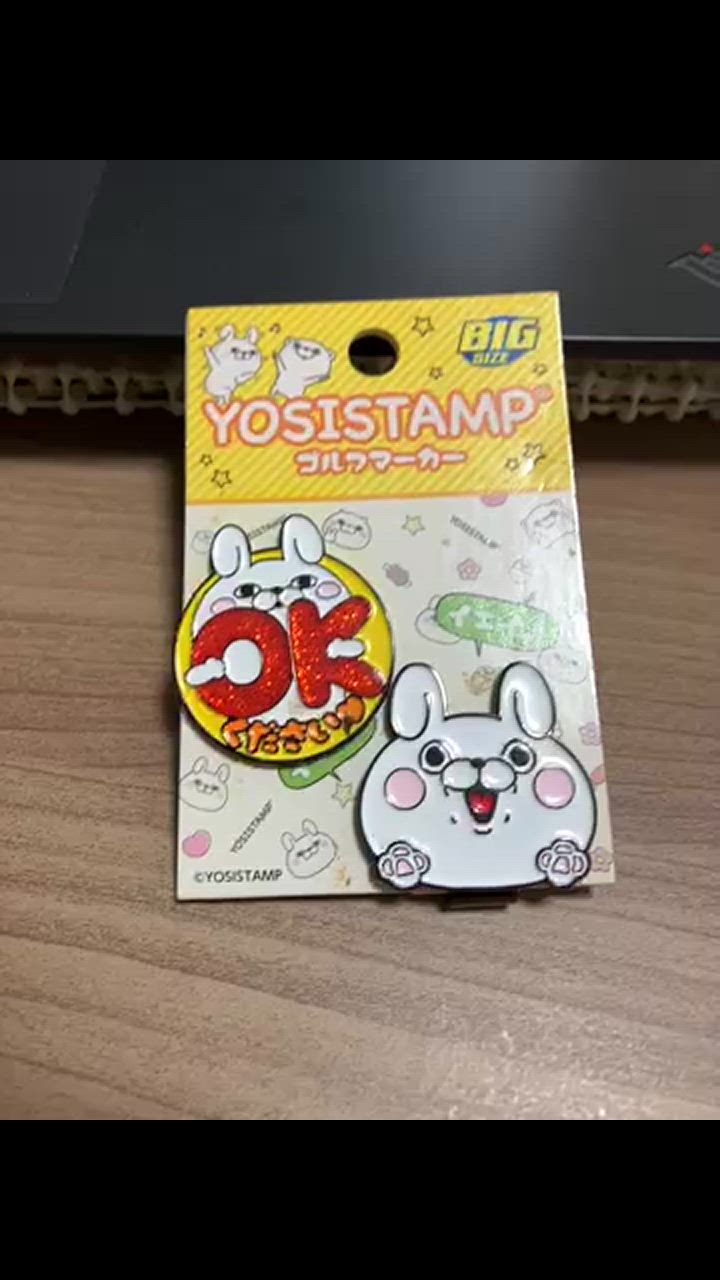 BIG
SIZE
YOSISTAMP®
ゴルフマーカー
YOSISTAMP
OK
ください
YOSISTAMP
©YOSISTAMP